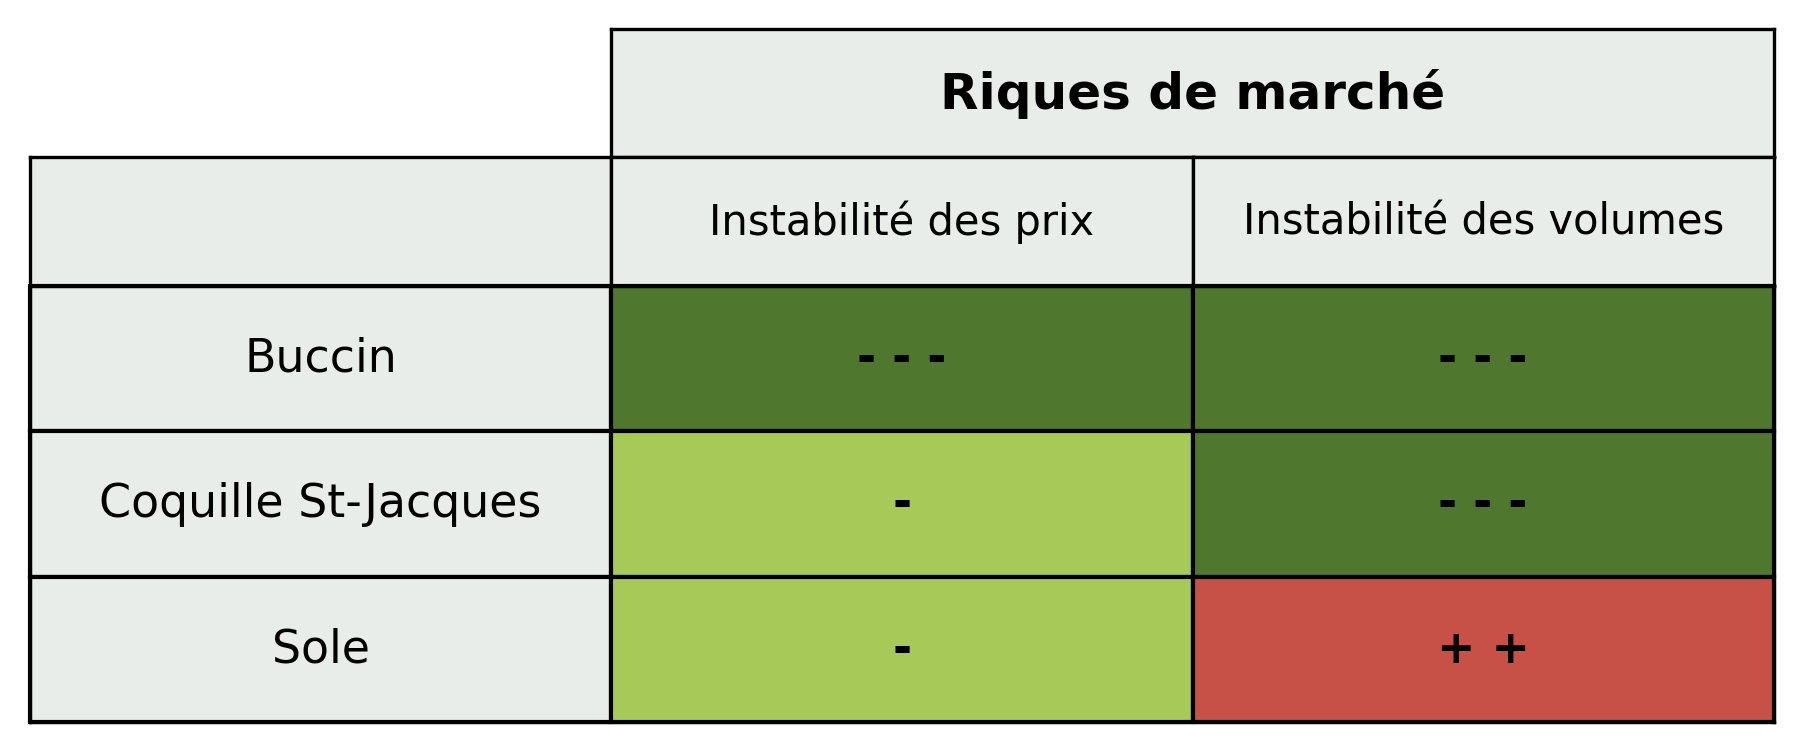 Riques de marché
Instabilité des prix Instabilité des volumes
Buccin - - - - - -
Coquille St-Jacques - - - -
Sole - + +